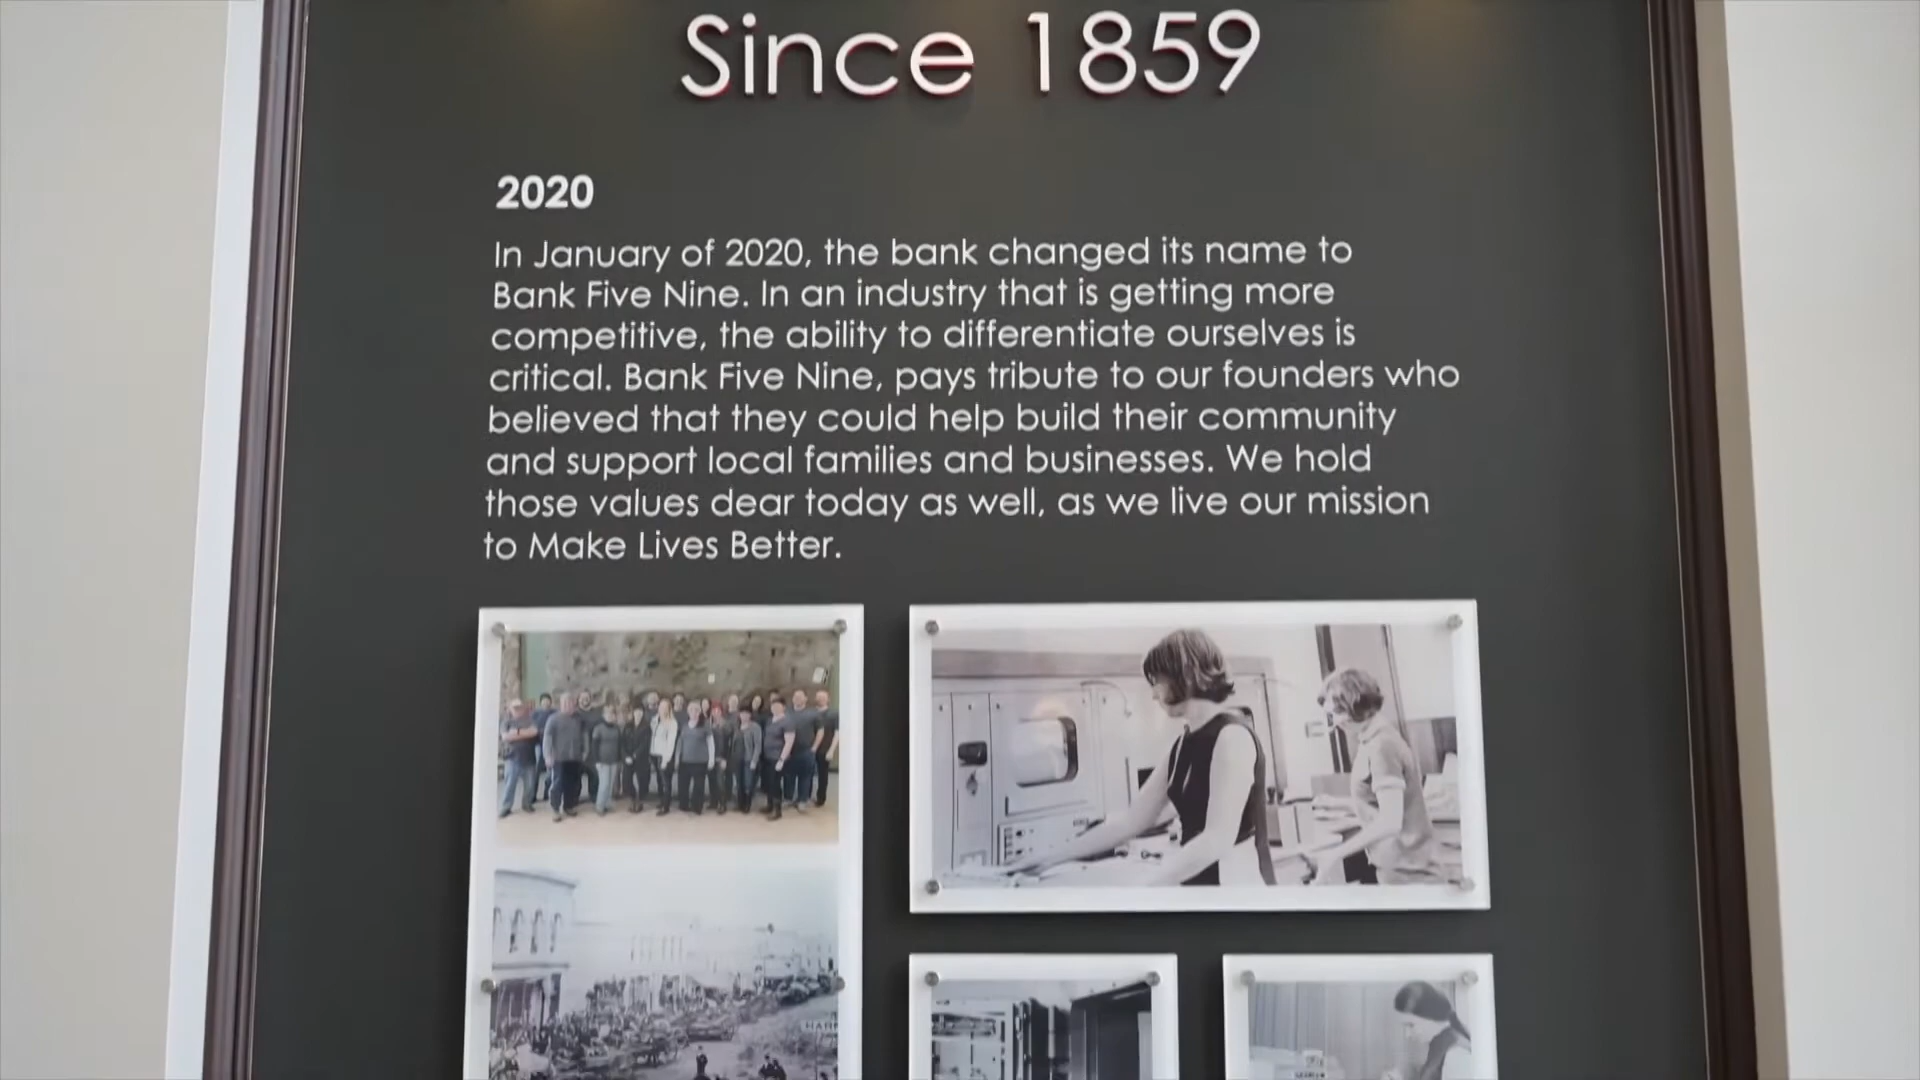 Since 1859
2020
In January of 2020, the bank changed its name to
Bank Five Nine. In an industry that is getting more
competitive, the ability to differentiate ourselves is
critical. Bank Five Nine, pays tribute to our founders who
believed that they could help build their community
and support local families and businesses. We hold
those values dear today as well, as we live our mission
to Make Lives Better.